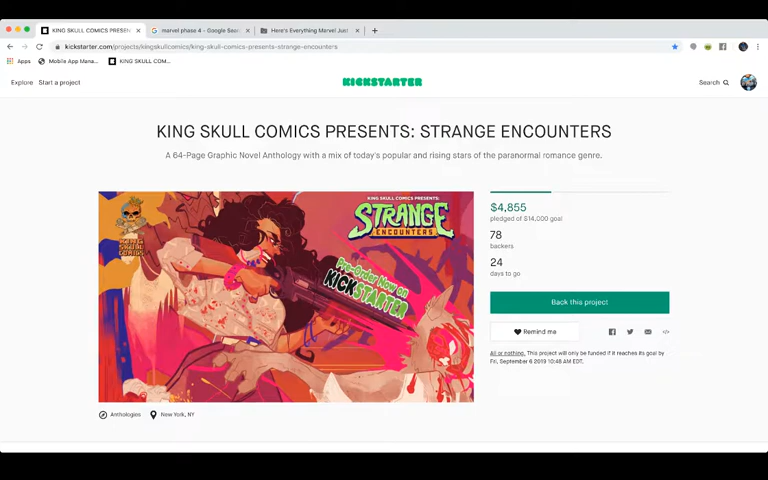 KING SKULL COMICS PRESENTS
marvel phase 4 - Google Sear
Here's Everything Marvel Just
kickstarter.com/projects/kingskullcomics/king-skull-comics-presents-strange-encounters
Apps
Mobile App Mana...
KING SKULL COM...
Explore
Start a project
KICKSTARTER
Search
KING SKULL COMICS PRESENTS: STRANGE ENCOUNTERS
A 64-Page Graphic Novel Anthology with a mix of today's popular and rising stars of the paranormal romance genre.
KING SKULL COMICS
KING SKULL COMICS PRESENTS:
STRANGE
ENCOUNTERS
Pre-Order Now on
KICKSTARTER
$4,855
pledged of $14,000 goal
78
backers
24
days to go
Back this project
Remind me
All or nothing. This project will only be funded if it reaches its goal by
Fri, September 6 2019 10:48 AM EDT.
Anthologies
New York, NY